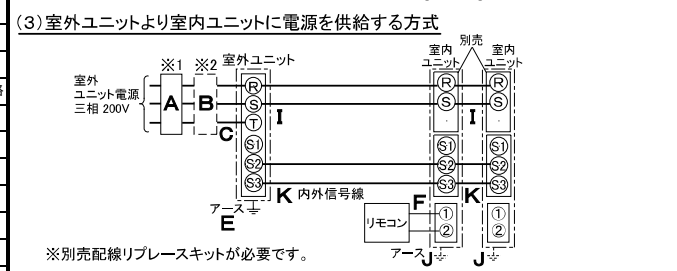 (3)室外ユニットより室内ユニットに電源を供給する方式
別売
※1 ※2 室外ユニット 室内ユニット 室内ユニット
室外
ユニット電源
三相 200V
A B C
R
S
T
S1
S2
S3
I
K 内外信号線
R
S
S1
S2
S3
①
②
I
K
R
S
S1
S2
S3
①
②
アース
E
F
リモコン
アース J J
※別売配線リプレースキットが必要です。